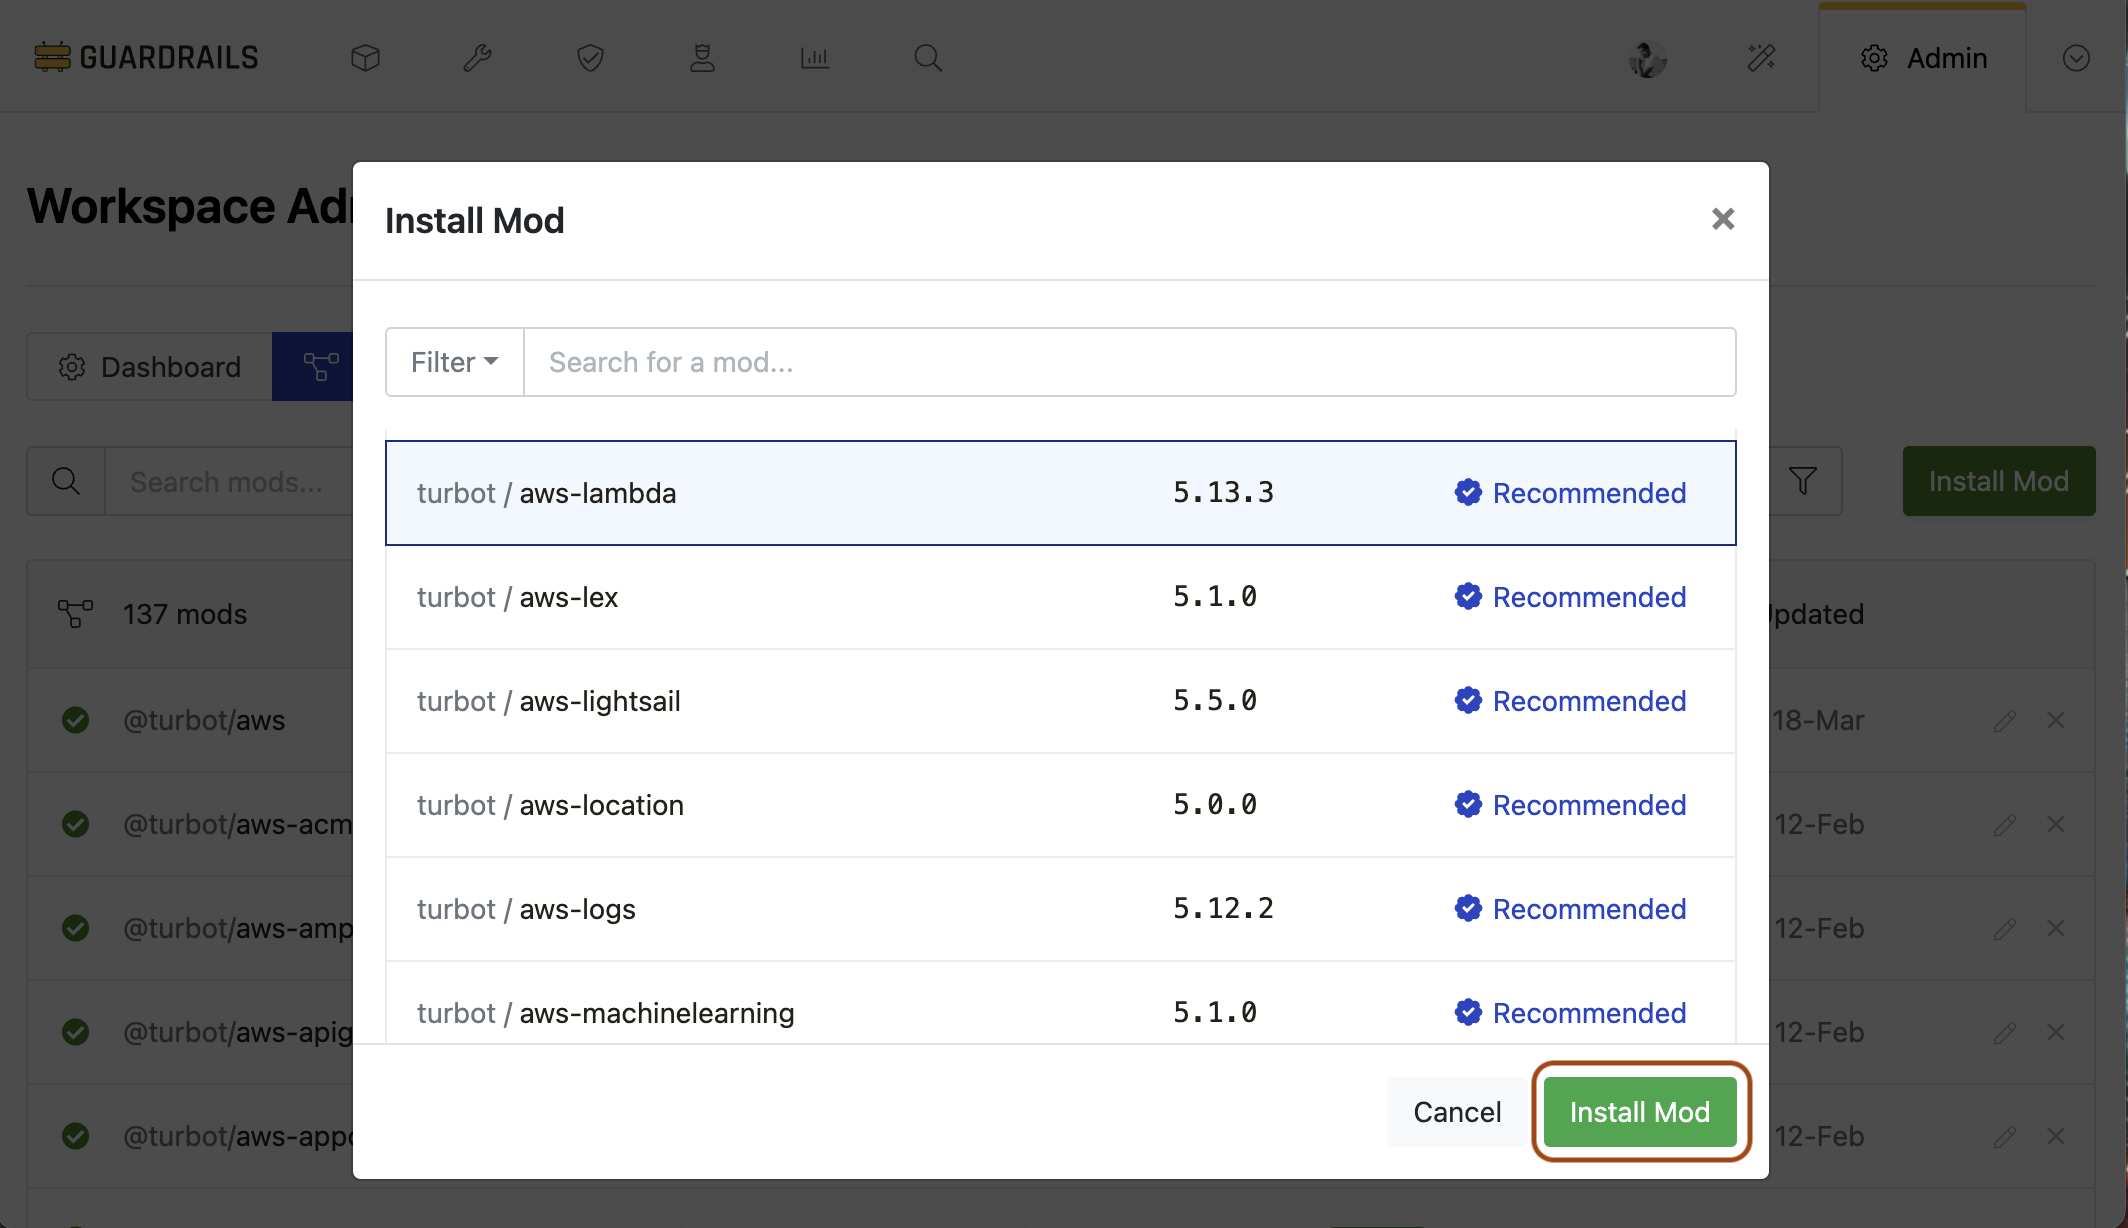 GUARDRAILS
Admin
Workspace Ad
Install Mod
Dashboard
Filter Search for a mod...
Search mods...
Install Mod
turbot / aws-lambda 5.13.3 Recommended
turbot / aws-lex 5.1.0 Recommended
turbot / aws-lightsail 5.5.0 Recommended
turbot / aws-location 5.0.0 Recommended
turbot / aws-logs 5.12.2 Recommended
turbot / aws-machinelearning 5.1.0 Recommended
Cancel Install Mod
137 mods Updated
@turbot/aws 18-Mar
@turbot/aws-acm 12-Feb
@turbot/aws-amp 12-Feb
@turbot/aws-apig 12-Feb
@turbot/aws-app 12-Feb